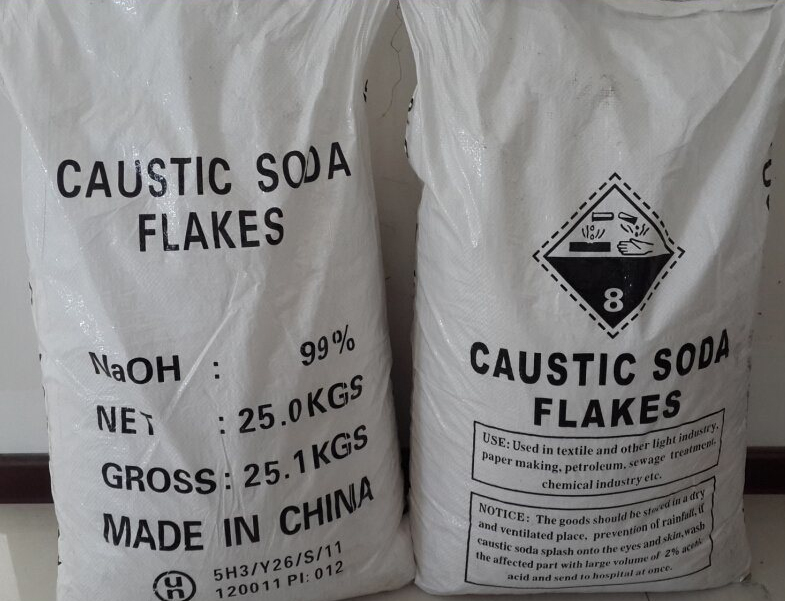 CAUSTIC SODA
FLAKES
NaOH : 99%
NET : 25.0KGS
GROSS: 25.1KGS
MADE IN CHINA
un
5H3/Y26/S/11
120011 PI: 012
8
CAUSTIC SODA
FLAKES
USE: Used in textile and other light industry,
paper making, petroleum, sewage treatment,
chemical industry etc.
NOTICE: The goods should be stored in a dry
and ventilated place, prevention of rainfall, if
caustic soda splash onto the eyes and skin, wash
the affected part with large volume of 2% acetic
acid and send to hospital at once.